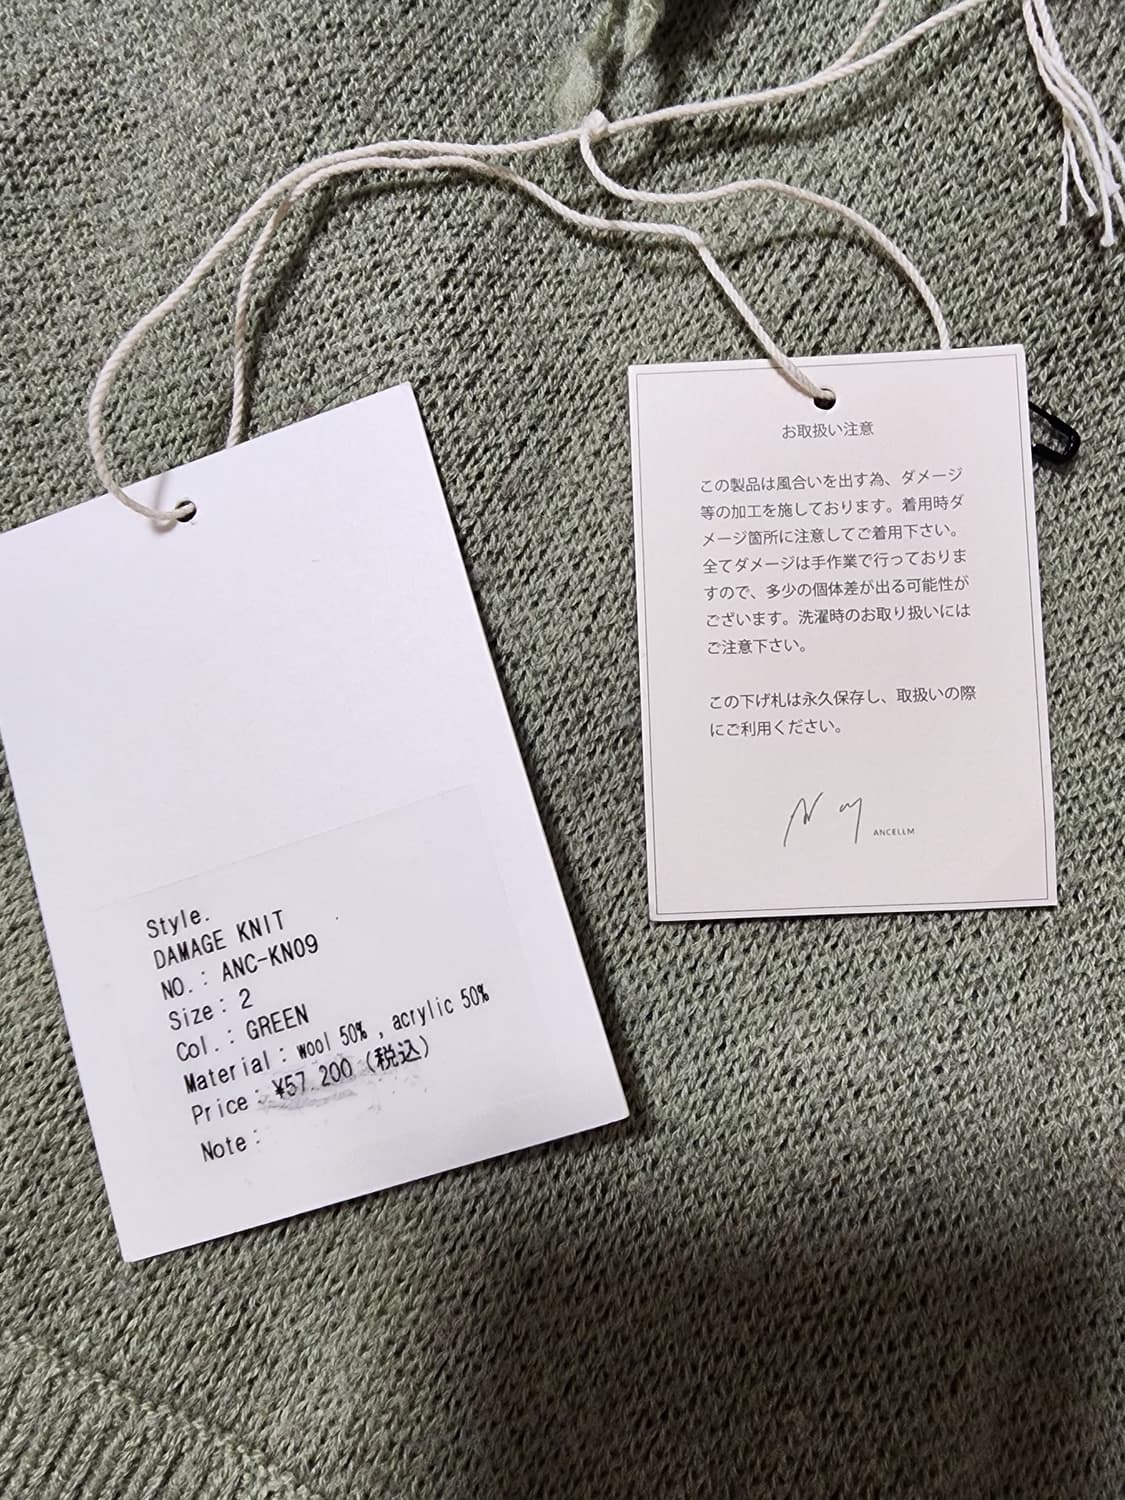 Style.
DAMAGE KNIT
NO.: ANC-KN09
Size: 2
Col.: GREEN
Material: wool 50%, acrylic 50%
Price: ¥57,200 (税込)
Note:
お取扱い注意
この製品は風合いを出す為、ダメージ
等の加工を施しております。着用時ダ
メージ箇所に注意してご着用下さい。
全てダメージは手作業で行っておりま
すので、多少の個体差が出る可能性が
ございます。洗濯時のお取り扱いには
ご注意下さい。
この下げ札は永久保存し、取扱いの際
にご利用ください。
ANCELLM